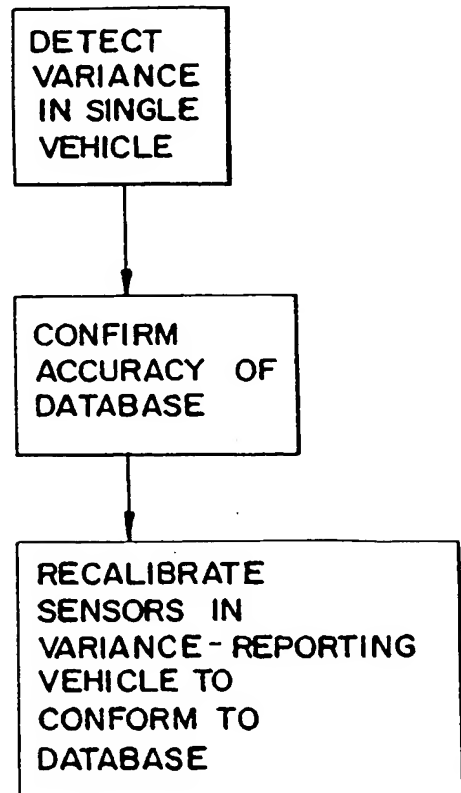 DETECT
VARIANCE
IN SINGLE
VEHICLE
CONFIRM
ACCURACY OF
DATABASE
RECALIBRATE
SENSORS IN
VARIANCE-REPORTING
VEHICLE TO
CONFORM TO
DATABASE